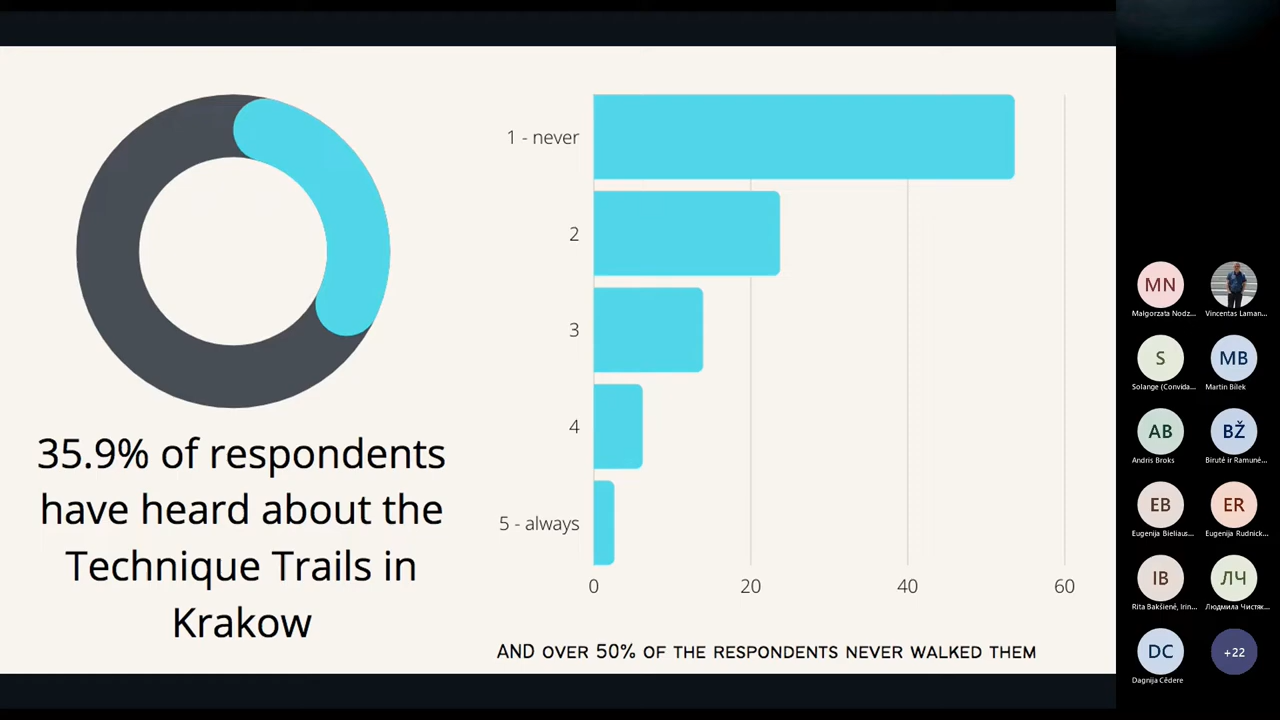 35.9% of respondents
have heard about the
Technique Trails in
Krakow
1 - never
2
3
4
5 - always
0 20 40 60
AND OVER 50% OF THE RESPONDENTS NEVER WALKED THEM
MN
Małgorzata Nodz... Vincentas Laman...
S MB
Solange (Convida... Martin Bílek
AB BŽ
Andris Broks Birutė ir Ramunė...
EB ER
Eugenija Bieliaus... Eugenija Rudnick...
IB ЛЧ
Rita Bakšienė, Irin... Людмила Чистяк...
DC +22
Dagnija Cēdere